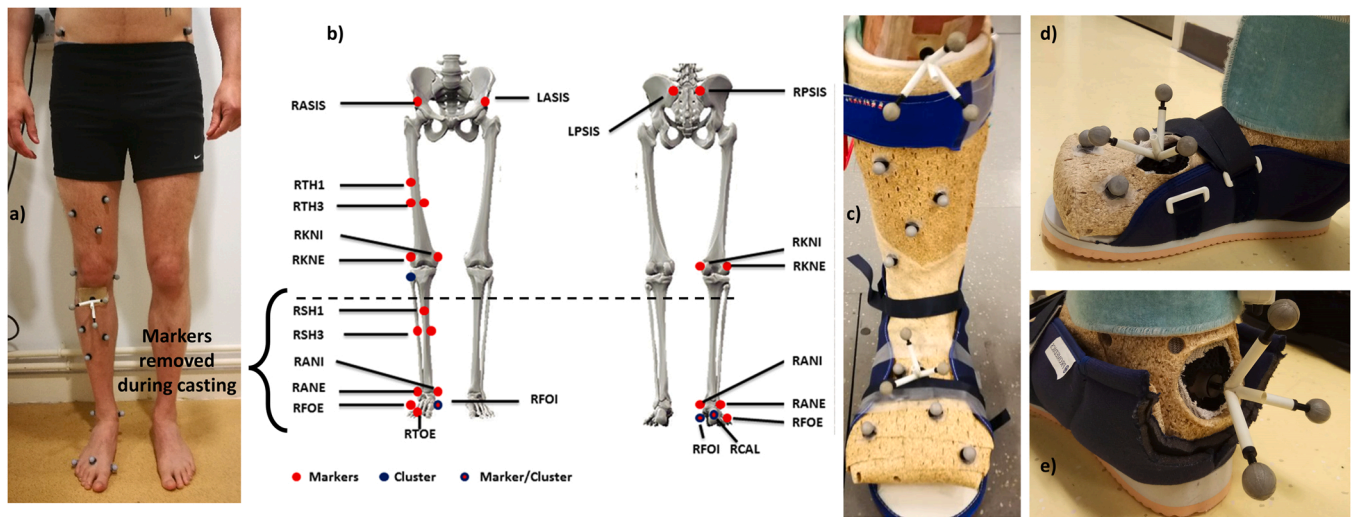 a)
Markers
removed
during casting
b)
RASIS
LASIS
RTH1
RTH3
RKNI
RKNE
RSH1
RSH3
RANI
RANE
RFOE
RTOE
RFOI
LPSIS
RPSIS
RKNI
RKNE
RANI
RANE
RFOE
RFOI
RCAL
Markers
Cluster
Marker/Cluster
c)
d)
e)